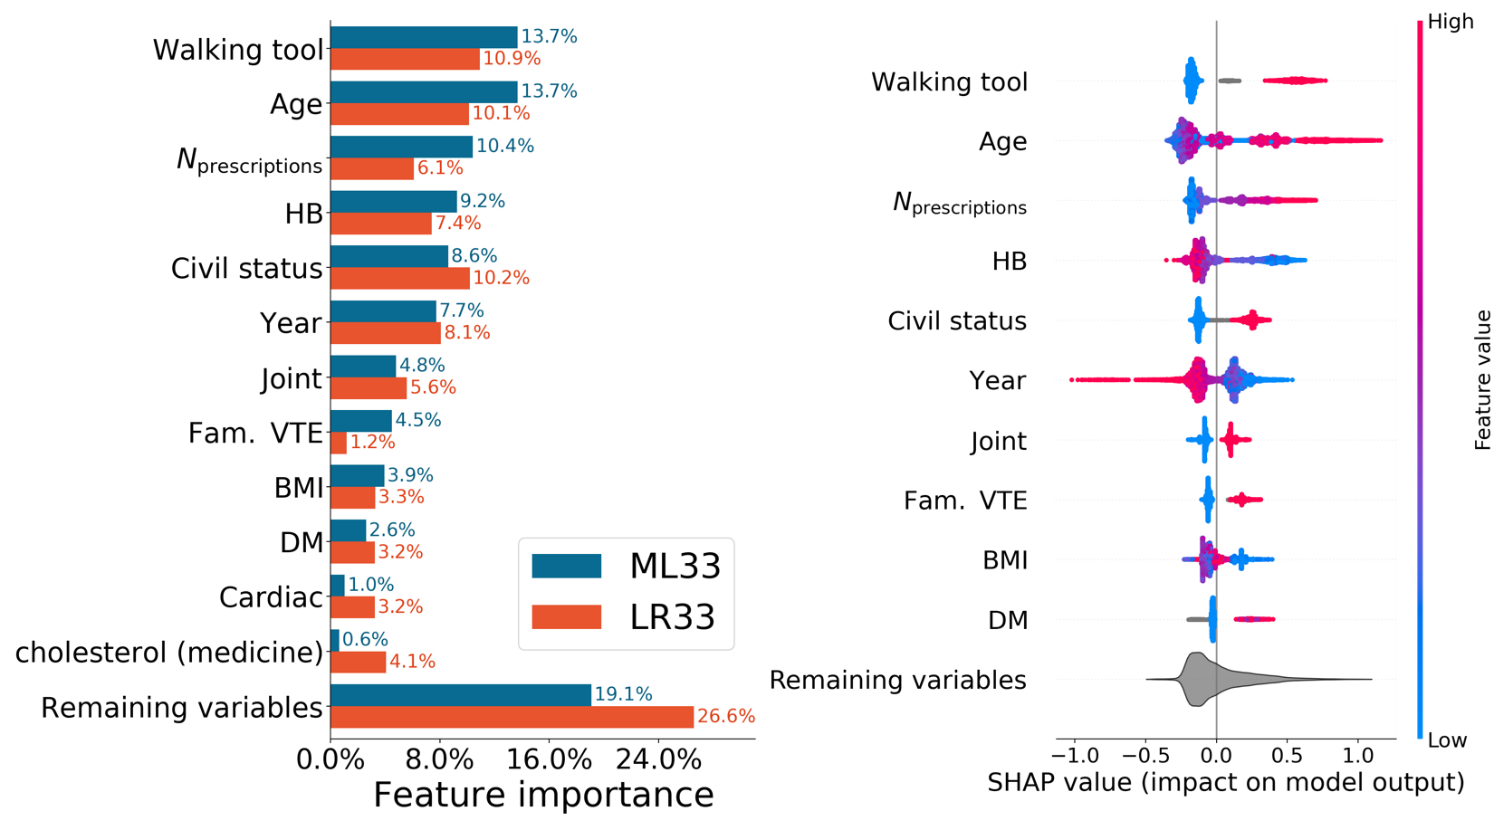 Walking tool
13.7%
10.9%
Age
13.7%
10.1%
Nprescriptions
10.4%
6.1%
HB
9.2%
7.4%
Civil status
8.6%
10.2%
Year
7.7%
8.1%
Joint
4.8%
5.6%
Fam. VTE
4.5%
1.2%
BMI
3.9%
3.3%
DM
2.6%
3.2%
Cardiac
1.0%
3.2%
cholesterol (medicine)
0.6%
4.1%
Remaining variables
19.1%
26.6%
ML33
LR33
0.0% 8.0% 16.0% 24.0%
Feature importance
Walking tool
Age
Nprescriptions
HB
Civil status
Year
Joint
Fam. VTE
BMI
DM
Remaining variables
−1.0 −0.5 0.0 0.5 1.0
SHAP value (impact on model output)
High
Feature value
Low